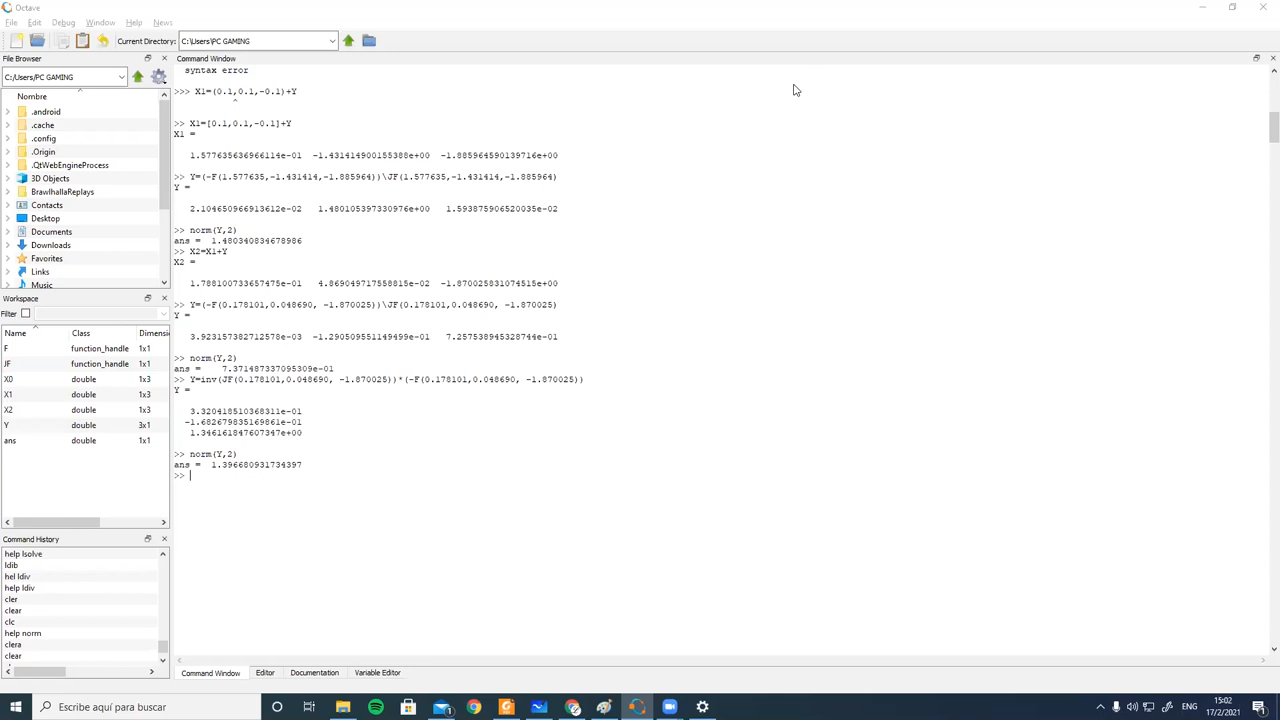 Octave
File Edit Debug Window Help News
Current Directory: C:\Users\PC GAMING
File Browser
C:/Users/PC GAMING
Nombre
.android
.cache
.config
.Origin
.QtWebEngineProcess
3D Objects
BrawlhallaReplays
Contacts
Desktop
Documents
Downloads
Favorites
Links
Music
Workspace
Filter
Name Class Dimensi
F function_handle 1x1
JF function_handle 1x1
X0 double 1x3
X1 double 1x3
X2 double 1x3
Y double 3x1
ans double 1x1
Command History
help lsolve
ldib
hel ldiv
help ldiv
cler
clear
clc
help norm
clera
clear
Command Window
syntax error
>>> X1=(0.1,0.1,-0.1)+Y
^
>> X1=[0.1,0.1,-0.1]+Y
X1 =
1.577635636966114e-01 -1.431414900155388e+00 -1.885964590139716e+00
>> Y=(-F(1.577635,-1.431414,-1.885964))\JF(1.577635,-1.431414,-1.885964)
Y =
2.104650966913612e-02 1.480105397330976e+00 1.593875906520035e-02
>> norm(Y,2)
ans = 1.480340834678986
>> X2=X1+Y
X2 =
1.788100733657475e-01 4.869049717558815e-02 -1.870025831074515e+00
>> Y=(-F(0.178101,0.048690, -1.870025))\JF(0.178101,0.048690, -1.870025)
Y =
3.923157382712578e-03 -1.290509551149499e-01 7.257538945328744e-01
>> norm(Y,2)
ans = 7.371487337095309e-01
>> Y=inv(JF(0.178101,0.048690, -1.870025))*(-F(0.178101,0.048690, -1.870025))
Y =
3.320418510368311e-01
-1.682679835169861e-01
1.346161847607347e+00
>> norm(Y,2)
ans = 1.396680931734397
>>
Command Window Editor Documentation Variable Editor
Escribe aquí para buscar
ENG
15:02
17/2/2021